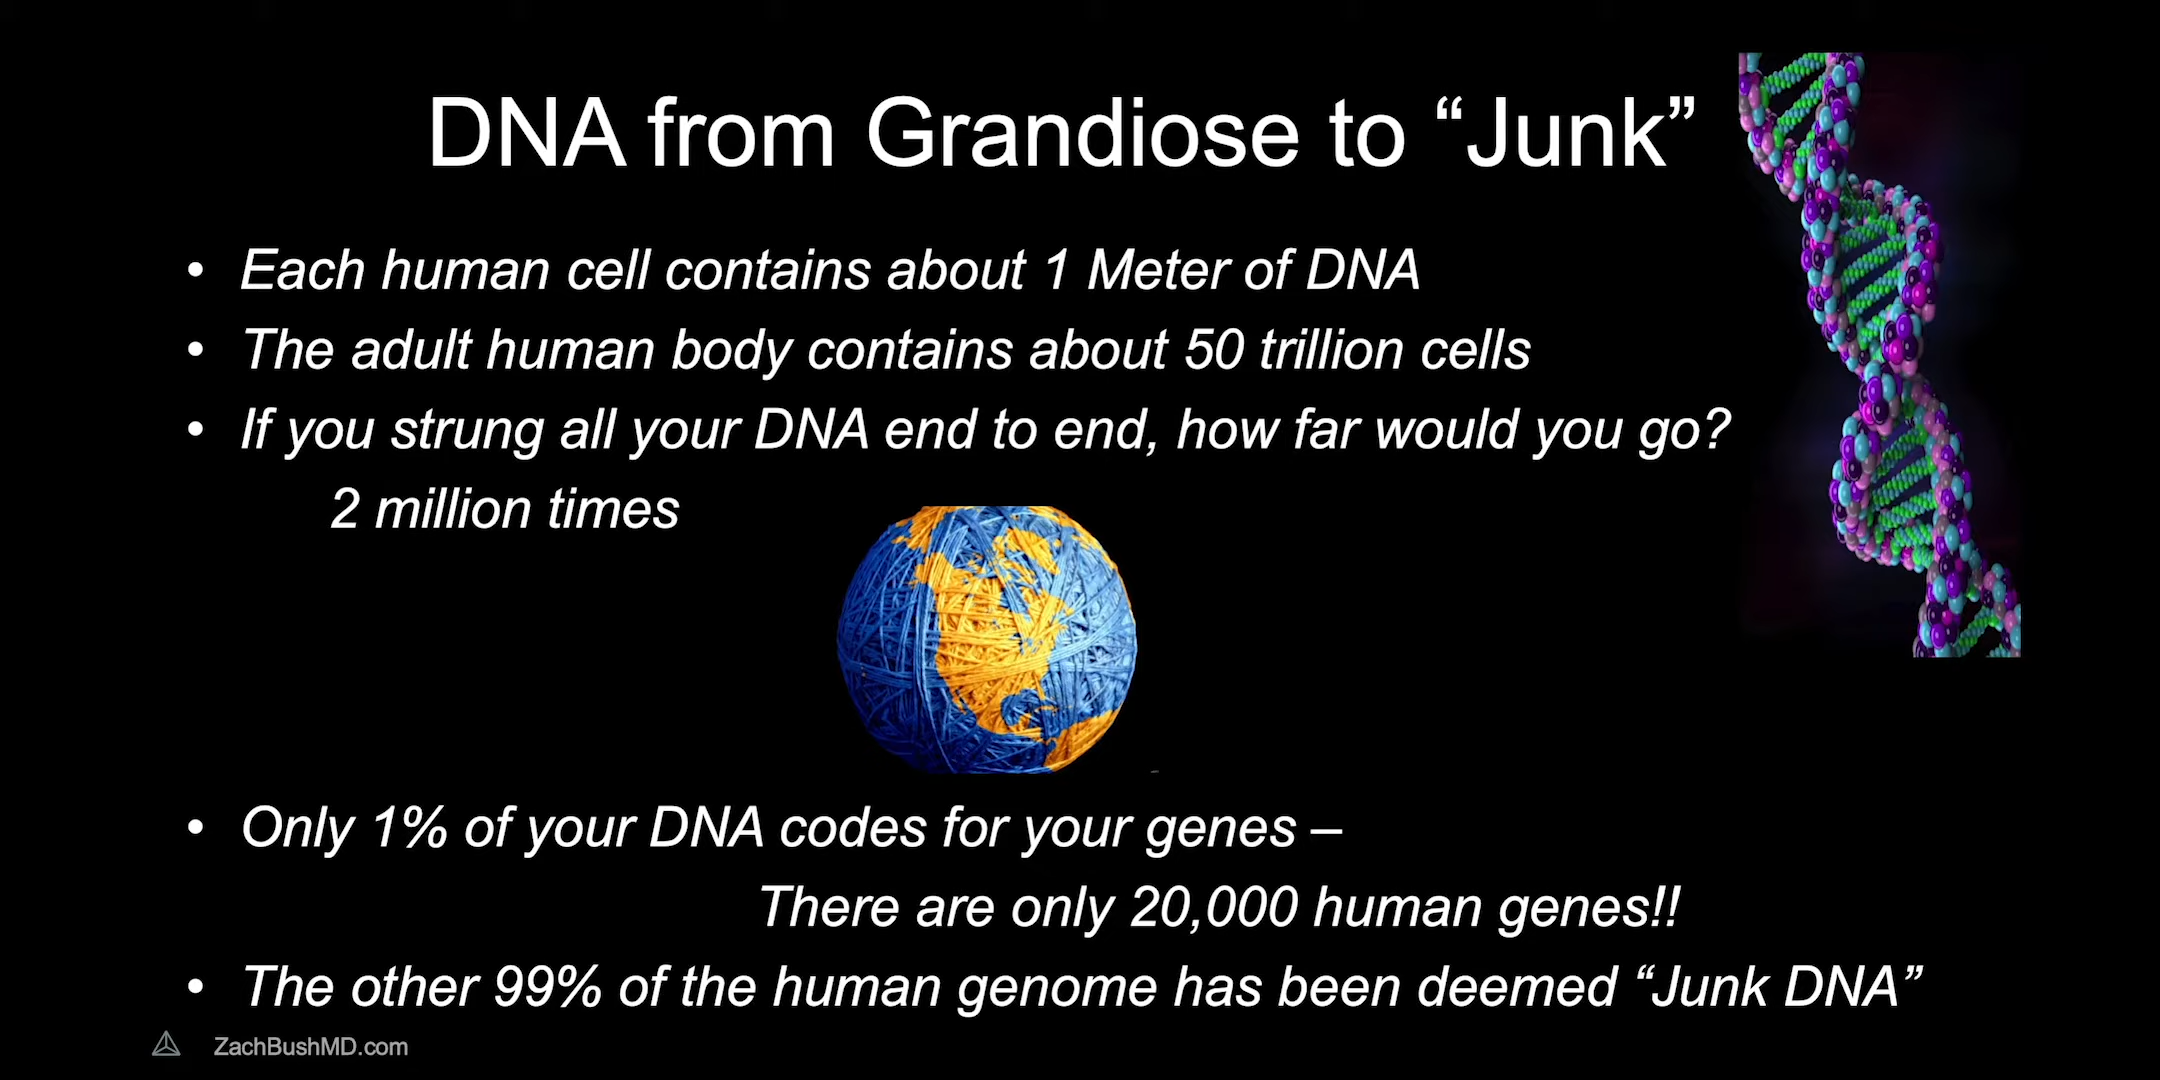 DNA from Grandiose to “Junk”
• Each human cell contains about 1 Meter of DNA
• The adult human body contains about 50 trillion cells
• If you strung all your DNA end to end, how far would you go?
2 million times
• Only 1% of your DNA codes for your genes –
There are only 20,000 human genes!!
• The other 99% of the human genome has been deemed “Junk DNA”
ZachBushMD.com